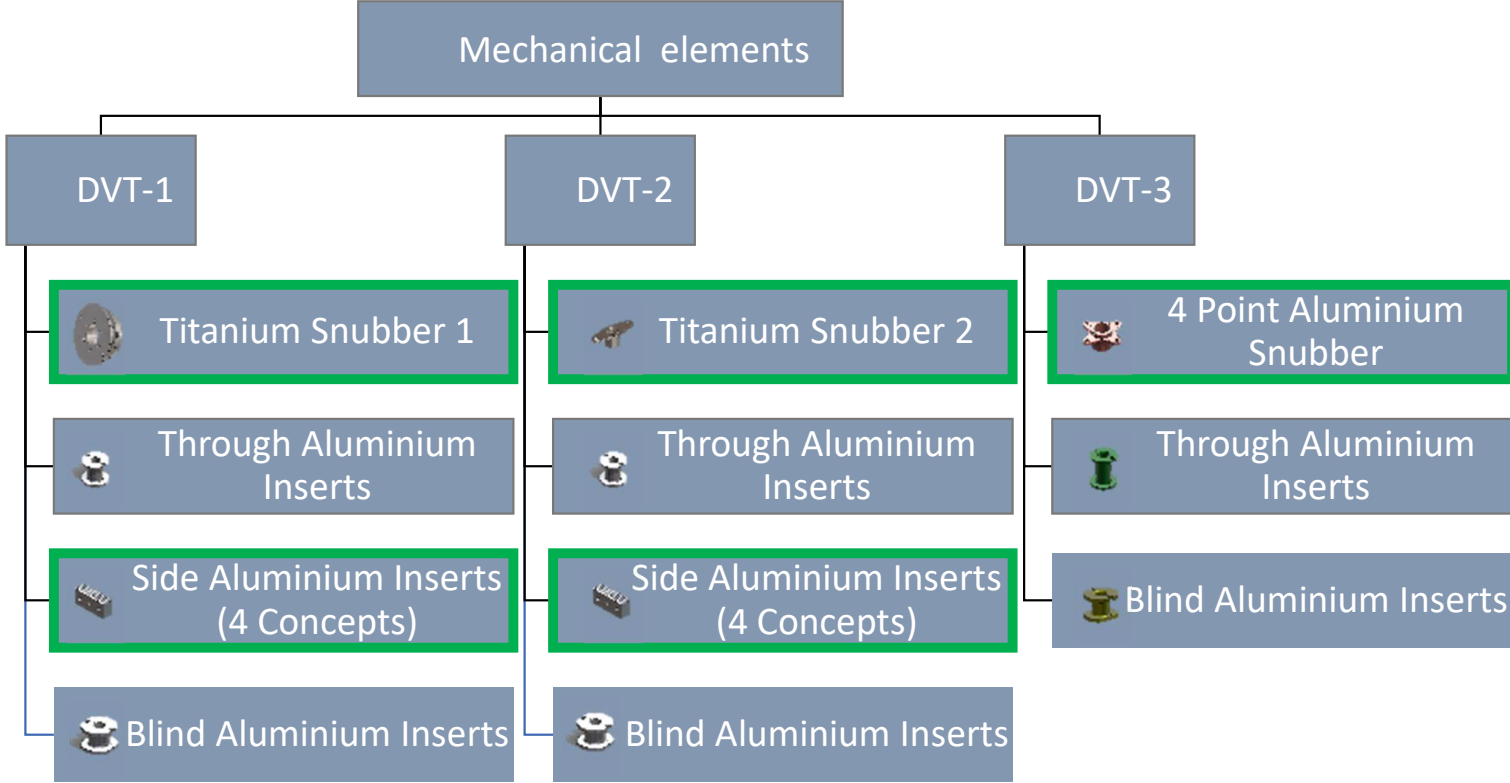 Mechanical elements
DVT-1
DVT-2
DVT-3
Titanium Snubber 1
Through Aluminium
Inserts
Side Aluminium Inserts
(4 Concepts)
Blind Aluminium Inserts
Titanium Snubber 2
Through Aluminium
Inserts
Side Aluminium Inserts
(4 Concepts)
Blind Aluminium Inserts
4 Point Aluminium
Snubber
Through Aluminium
Inserts
Blind Aluminium Inserts